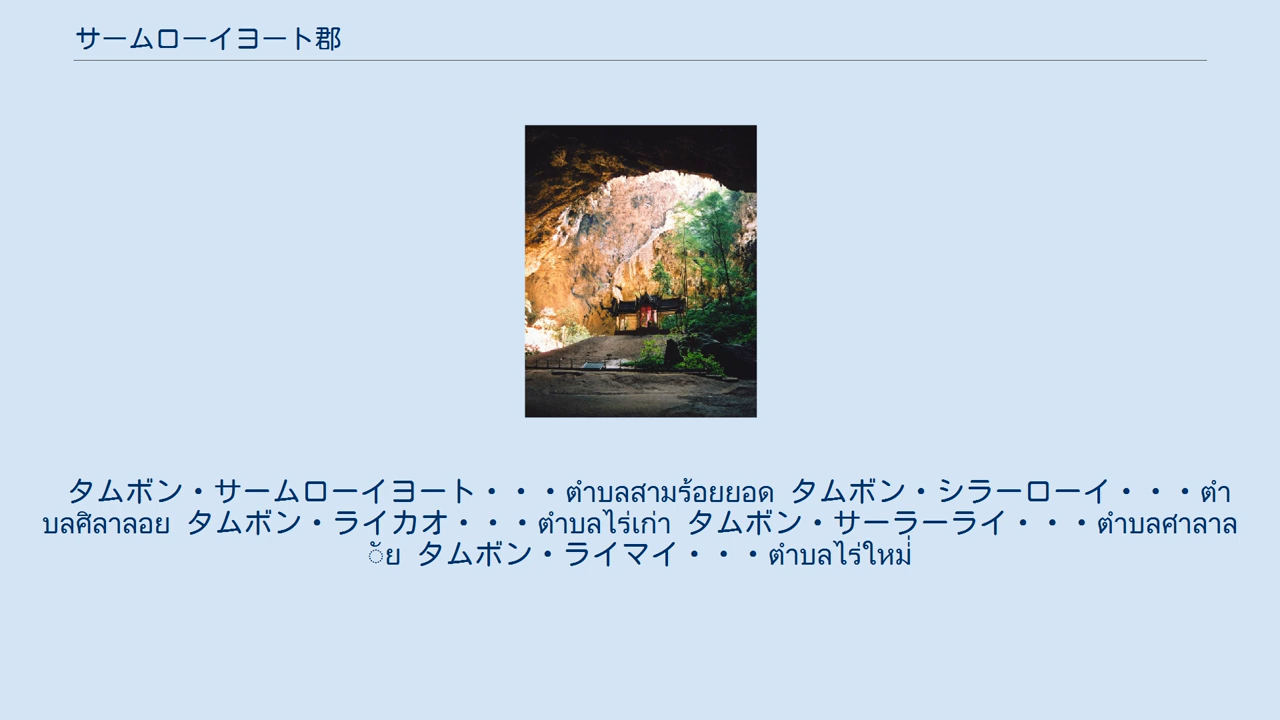 サームローイヨート郡
タムボン・サームローイヨート・・・ตำบลสามร้อยยอด タムボン・シラーローイ・・・ตำ
บลศิลาลอย タムボン・ライカオ・・・ตำบลไร่เก่า タムボン・サーラーライ・・・ตำบลศาลาล
ัย タムボン・ライマイ・・・ตำบลไร่ใหม่